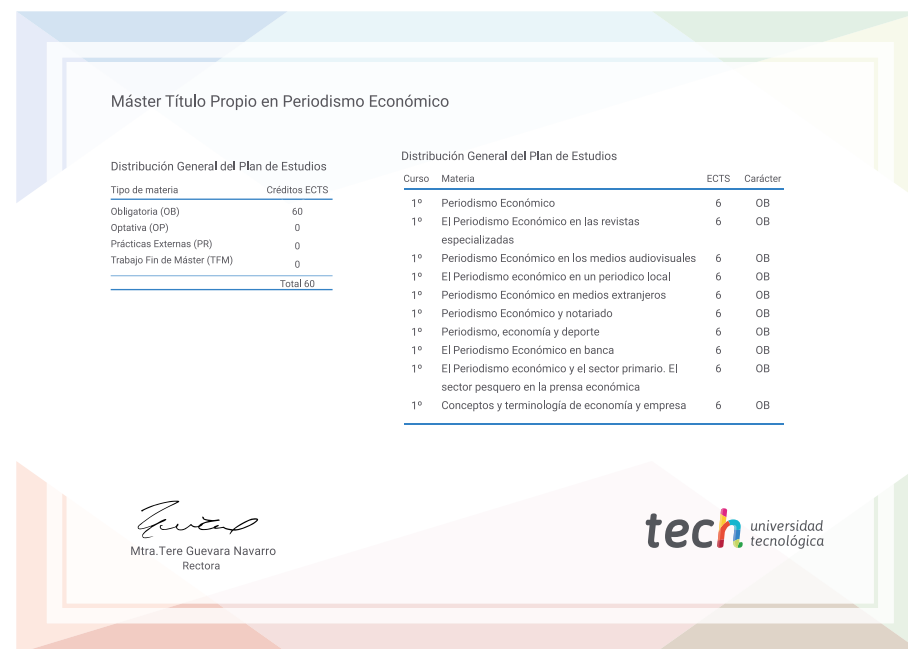 Máster Título Propio en Periodismo Económico
Distribución General del Plan de Estudios
Tipo de materia Créditos ECTS
Obligatoria (OB) 60
Optativa (OP) 0
Prácticas Externas (PR) 0
Trabajo Fin de Máster (TFM) 0
Total 60
Distribución General del Plan de Estudios
Curso Materia ECTS Carácter
1º Periodismo Económico 6 OB
1º El Periodismo Económico en las revistas 6 OB
especializadas
1º Periodismo Económico en los medios audiovisuales 6 OB
1º El Periodismo económico en un periodico local 6 OB
1º Periodismo Económico en medios extranjeros 6 OB
1º Periodismo Económico y notariado 6 OB
1º Periodismo, economía y deporte 6 OB
1º El Periodismo Económico en banca 6 OB
1º El Periodismo económico y el sector primario. El 6 OB
sector pesquero en la prensa económica
1º Conceptos y terminología de economía y empresa 6 OB
Mtra.Tere Guevara Navarro
Rectora
tech universidad
tecnológica